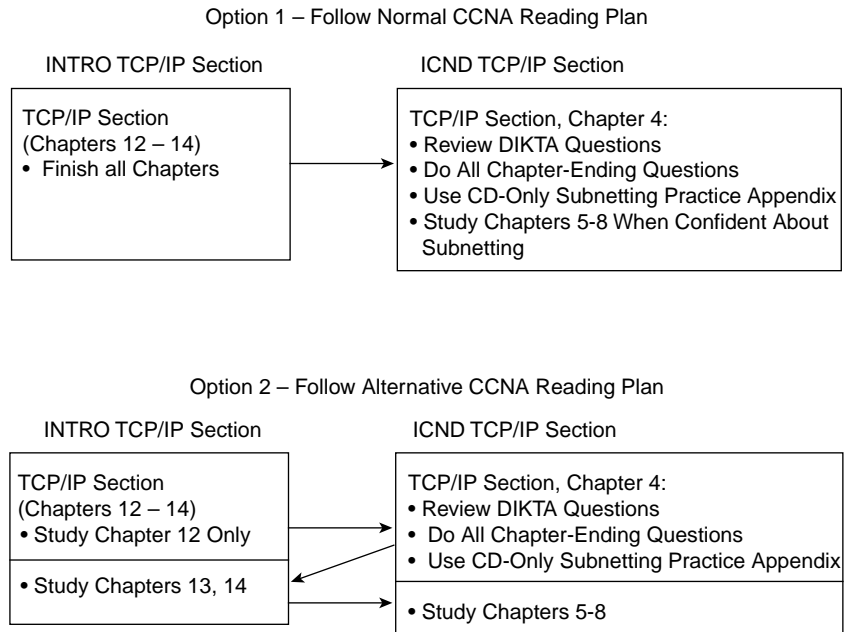 Option 1 – Follow Normal CCNA Reading Plan
INTRO TCP/IP Section
ICND TCP/IP Section
TCP/IP Section
(Chapters 12 – 14)
• Finish all Chapters
TCP/IP Section, Chapter 4:
• Review DIKTA Questions
• Do All Chapter-Ending Questions
• Use CD-Only Subnetting Practice Appendix
• Study Chapters 5-8 When Confident About
Subnetting
Option 2 – Follow Alternative CCNA Reading Plan
INTRO TCP/IP Section
ICND TCP/IP Section
TCP/IP Section
(Chapters 12 – 14)
• Study Chapter 12 Only
TCP/IP Section, Chapter 4:
• Review DIKTA Questions
• Do All Chapter-Ending Questions
• Use CD-Only Subnetting Practice Appendix
• Study Chapters 13, 14
• Study Chapters 5-8